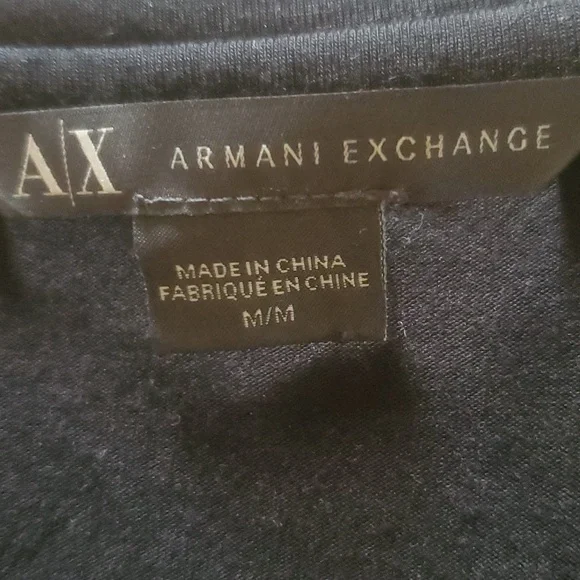 A|X ARMANI EXCHANGE
MADE IN CHINA
FABRIQUÉ EN CHINE
M/M